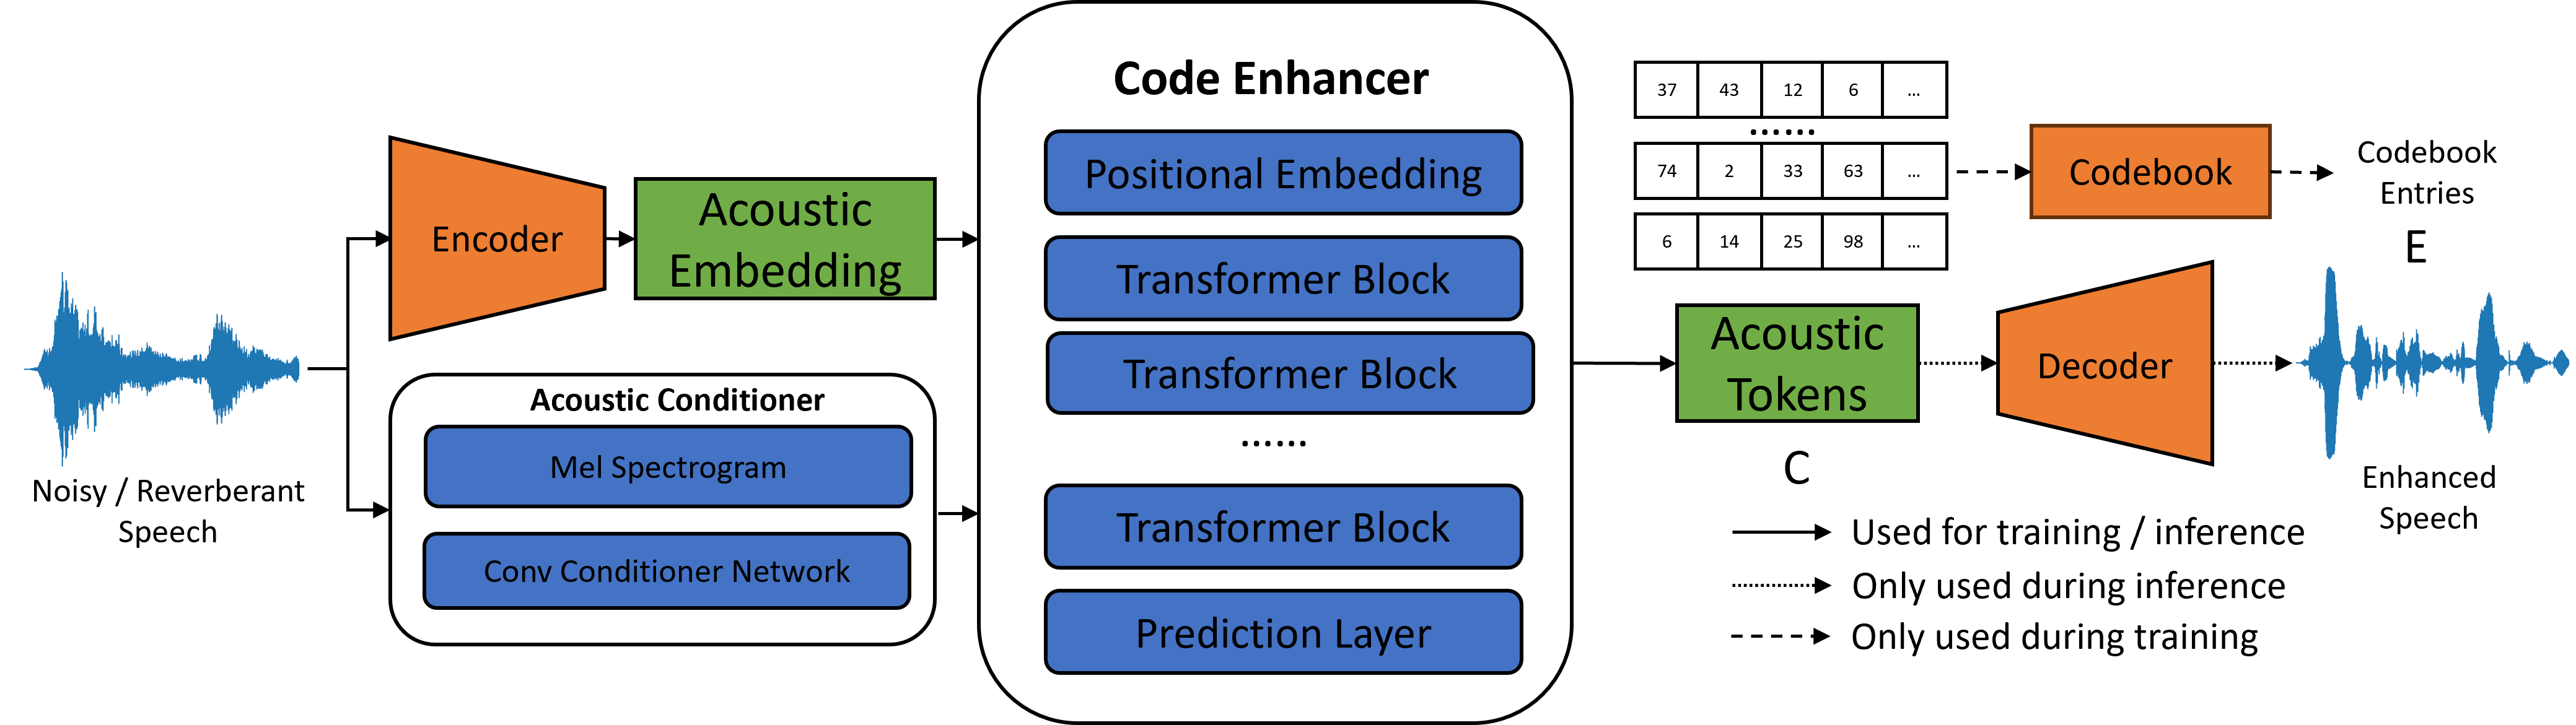 Noisy / Reverberant
Speech
Encoder
Acoustic
Embedding
Acoustic Conditioner
Mel Spectrogram
Conv Conditioner Network
Code Enhancer
Positional Embedding
Transformer Block
Transformer Block
......
Transformer Block
Prediction Layer
37 43 12 6 ...
......
74 2 33 63 ...
6 14 25 98 ...
Codebook
Codebook
Entries
E
Acoustic
Tokens
C
Decoder
Enhanced
Speech
Used for training / inference
Only used during inference
Only used during training